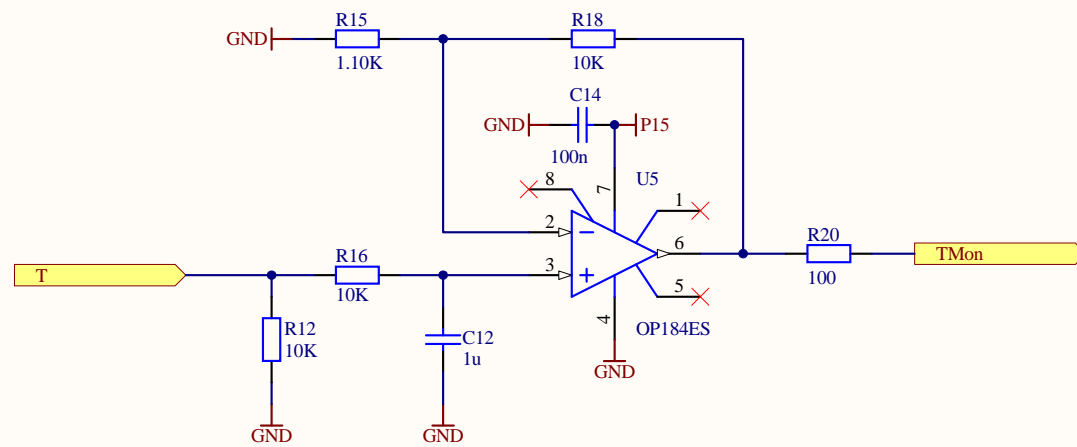 R15
R18
GND
1.10K
10K
C14
GND
P15
100n
8
7
U5
1
2
6
R20
T
R16
3
TMon
10K
100
5
R12
10K
C12
1u
4
OP184ES
GND
GND
GND